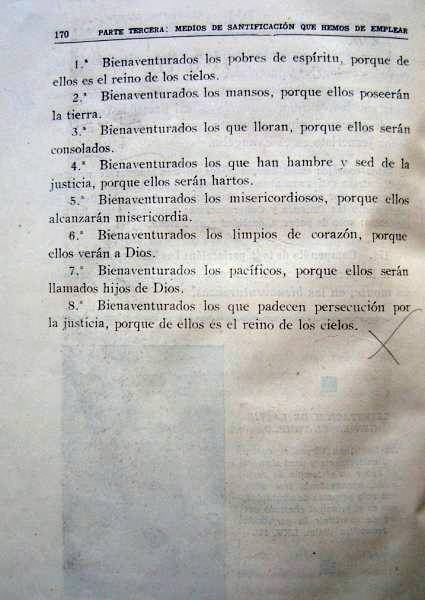 170 PARTE TERCERA: MEDIOS DE SANTIFICACIÓN QUE HEMOS DE EMPLEAR
1.ª Bienaventurados los pobres de espíritu, porque de
ellos es el reino de los cielos.
2.ª Bienaventurados los mansos, porque ellos poseerán
la tierra.
3.ª Bienaventurados los que lloran, porque ellos serán
consolados.
4.ª Bienaventurados los que han hambre y sed de la
justicia, porque ellos serán hartos.
5.ª Bienaventurados los misericordiosos, porque ellos
alcanzarán misericordia.
6.ª Bienaventurados los limpios de corazón, porque
ellos verán a Dios.
7.ª Bienaventurados los pacíficos, porque ellos serán
llamados hijos de Dios.
8.ª Bienaventurados los que padecen persecución por
la justicia, porque de ellos es el reino de los cielos.